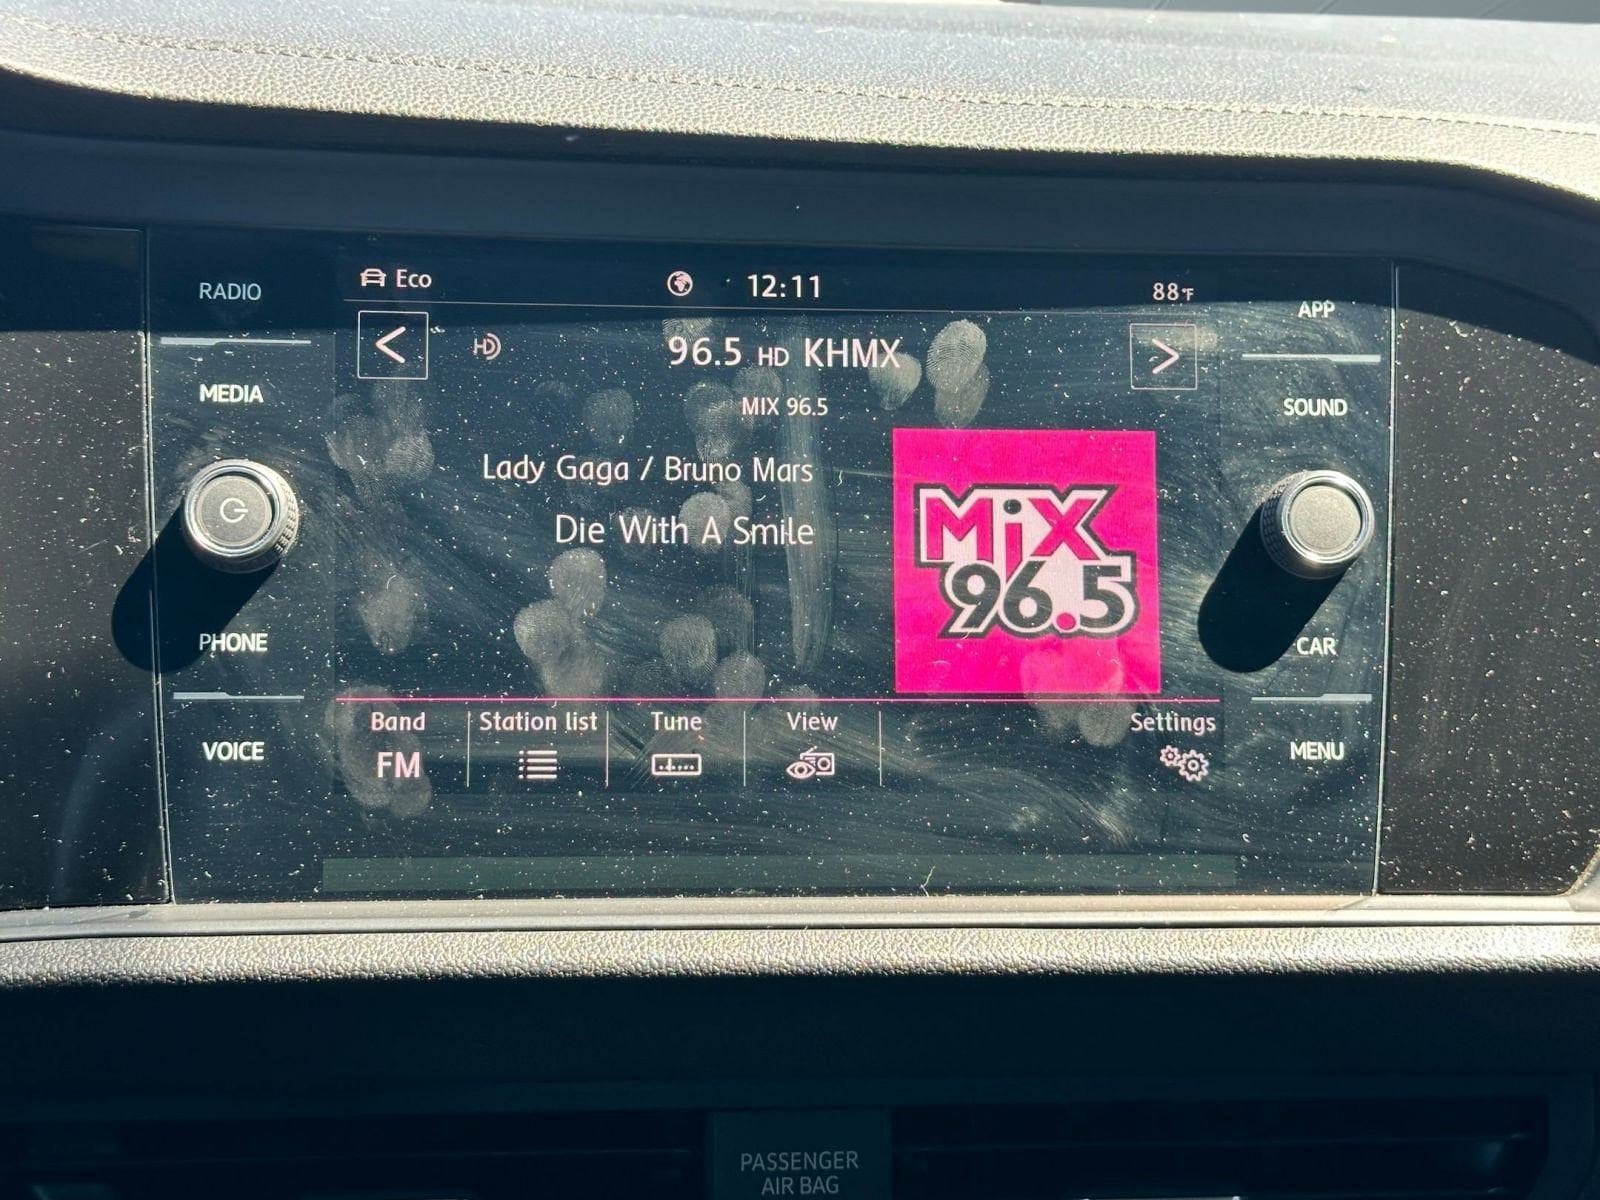 RADIO
MEDIA
PHONE
VOICE
Eco
12:11
88°F
HD
96.5 HD KHMX
MIX 96.5
Lady Gaga / Bruno Mars
Die With A Smile
MiX
96.5
Band
FM
Station list
Tune
View
Settings
APP
SOUND
CAR
MENU
PASSENGER
AIR BAG